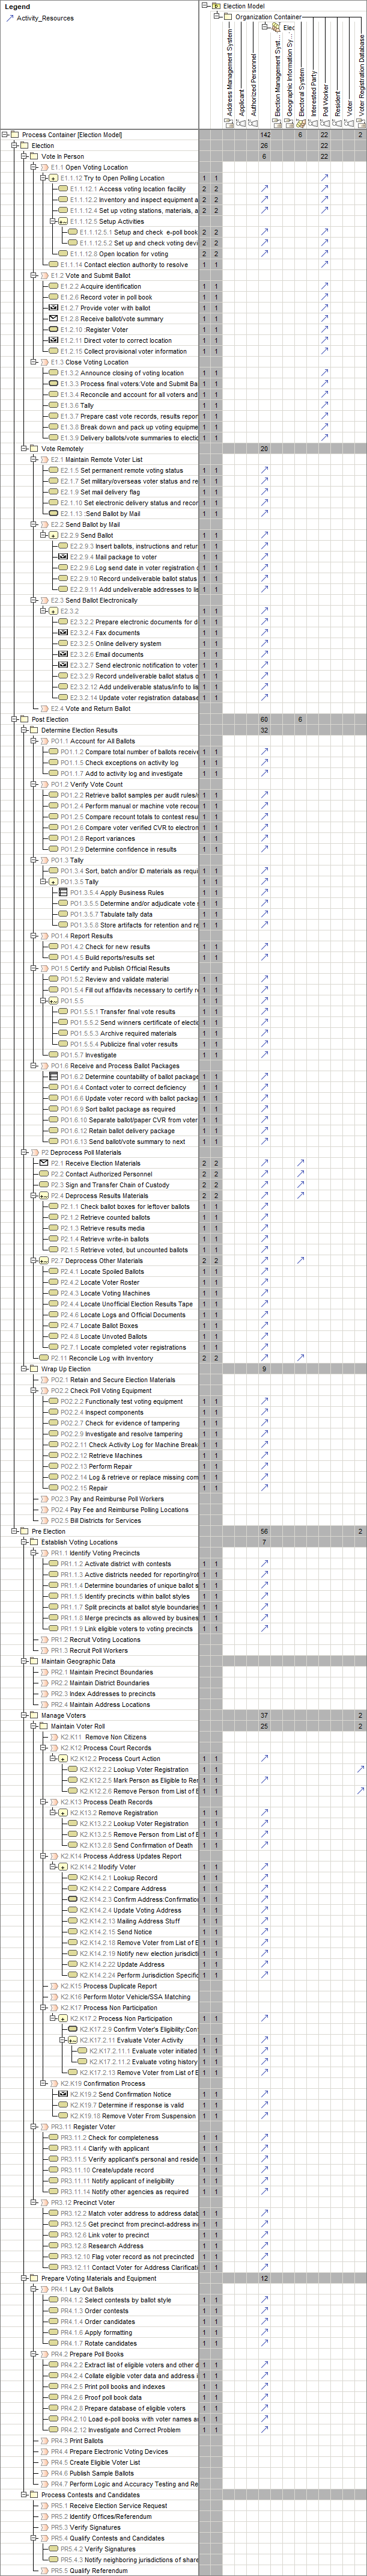 Legend
Activity_Resources
Election Model
Organization Container
Address Management System
Applicant
Authorized Personnel
Elec
Election Management Syst...
Geographic Information Sy...
Electoral System
Interested Party
Poll Worker
Resident
Voter
Voter Registration Database
Process Container [Election Model] 142 6 22 2
Election 26 22
Vote In Person 6 22
E1.1 Open Voting Location
E1.1.12 Try to Open Polling Location 1 1
E1.1.12.1 Access voting location facility 2 2
E1.1.12.2 Inventory and inspect equipment a 2 2
E1.1.12.4 Set up voting stations, materials, a 2 2
E1.1.12.5 Setup Activities
E1.1.12.5.1 Setup and check e-poll book 2 2
E1.1.12.5.2 Set up and check voting devi 2 2
E1.1.12.8 Open location for voting 2 2
E1.1.14 Contact election authority to resolve 1 1
E1.2 Vote and Submit Ballot
E1.2.2 Acquire identification 1 1
E1.2.6 Record voter in poll book 1 1
E1.2.7 Provide voter with ballot 1 1
E1.2.8 Receive ballot/vote summary 1 1
E1.2.10 :Register Voter 1 1
E1.2.11 Direct voter to correct location 1 1
E1.2.15 Collect provisional voter information 1 1
E1.3 Close Voting Location
E1.3.2 Announce closing of voting location 1 1
E1.3.3 Process final voters:Vote and Submit Ba 1 1
E1.3.4 Reconcile and account for all voters and 1 1
E1.3.6 Tally 1 1
E1.3.7 Prepare cast vote records, results repor 1 1
E1.3.8 Break down and pack up voting equipme 1 1
E1.3.9 Delivery ballots/vote summaries to electio 1 1
Vote Remotely 20
E2.1 Maintain Remote Voter List
E2.1.5 Set permanent remote voting status 1 1
E2.1.7 Set military/overseas voter status and re 1 1
E2.1.9 Set mail delivery flag 1 1
E2.1.10 Set electronic delivery status and recor 1 1
E2.1.13 :Send Ballot by Mail 1 1
E2.2 Send Ballot by Mail
E2.2.9 Send Ballot 1 1
E2.2.9.3 Insert ballots, instructions and retur 1 1
E2.2.9.4 Mail package to voter 1 1
E2.2.9.6 Log send date in voter registration d 1 1
E2.2.9.10 Record undeliverable ballot status 1 1
E2.2.9.11 Add undeliverable addresses to lis 1 1
E2.3 Send Ballot Electronically
E2.3.2 1 1
E2.3.2.2 Prepare electronic documents for d 1 1
E2.3.2.4 Fax documents 1 1
E2.3.2.5 Online delivery system 1 1
E2.3.2.6 Email documents 1 1
E2.3.2.7 Send electronic notification to voter 1 1
E2.3.2.9 Record undeliverable ballot status o 1 1
E2.3.2.12 Add undeliverable status/info to lis 1 1
E2.3.2.14 Update voter registration database 1 1
E2.4 Vote and Return Ballot
Post Election 60 6
Determine Election Results 32
PO1.1 Account for All Ballots
PO1.1.2 Compare total number of ballots receive 1 1
PO1.1.5 Check exceptions on activity log 1 1
PO1.1.7 Add to activity log and investigate 1 1
PO1.2 Verify Vote Count
PO1.2.2 Retrieve ballot samples per audit rules/ 1 1
PO1.2.4 Perform manual or machine vote recou 1 1
PO1.2.5 Compare recount totals to contest resu 1 1
PO1.2.6 Compare voter verified CVR to electron 1 1
PO1.2.8 Report variances 1 1
PO1.2.9 Determine confidence in results 1 1
PO1.3 Tally
PO1.3.4 Sort, batch and/or ID materials as requi 1 1
PO1.3.5 Tally 1 1
PO1.3.5.4 Apply Business Rules 1 1
PO1.3.5.5 Determine and/or adjudicate vote s 1 1
PO1.3.5.7 Tabulate tally data 1 1
PO1.3.5.8 Store artifacts for retention and re 1 1
PO1.4 Report Results
PO1.4.2 Check for new results 1 1
PO1.4.5 Build reports/results set 1 1
PO1.5 Certify and Publish Official Results
PO1.5.2 Review and validate material 1 1
PO1.5.4 Fill out affidavits necessary to certify r 1 1
PO1.5.5 1 1
PO1.5.5.1 Transfer final vote results 1 1
PO1.5.5.2 Send winners certificate of electio 1 1
PO1.5.5.3 Archive required materials 1 1
PO1.5.5.4 Publicize final voter results 1 1
PO1.5.7 Investigate 1 1
PO1.6 Receive and Process Ballot Packages
PO1.6.2 Determine countability of ballot package 1 1
PO1.6.4 Contact voter to correct deficiency 1 1
PO1.6.6 Update voter record with ballot packag 1 1
PO1.6.9 Sort ballot package as required 1 1
PO1.6.10 Separate ballot/paper CVR from voter 1 1
PO1.6.12 Retain ballot delivery package 1 1
PO1.6.13 Send ballot/vote summary to next 1 1
P2 Deprocess Poll Materials
P2.1 Receive Election Materials 2 2
P2.2 Contact Authorized Personnel 2 2
P2.3 Sign and Transfer Chain of Custody 2 2
P2.4 Deprocess Results Materials 2 2
P2.1.1 Check ballot boxes for leftover ballots 1 1
P2.1.2 Retrieve counted ballots 1 1
P2.1.3 Retrieve results media 1 1
P2.1.4 Retrieve write-in ballots 1 1
P2.1.5 Retrieve voted, but uncounted ballots 1 1
P2.7 Deprocess Other Materials 2 2
P2.4.1 Locate Spoiled Ballots 1 1
P2.4.2 Locate Voter Roster 1 1
P2.4.3 Locate Voting Machines 1 1
P2.4.4 Locate Unofficial Election Results Tape 1 1
P2.4.6 Locate Logs and Official Documents 1 1
P2.4.7 Locate Ballot Boxes 1 1
P2.4.8 Locate Unvoted Ballots 1 1
P2.7.1 Locate completed voter registrations 1 1
P2.11 Reconcile Log with Inventory 2 2
Wrap Up Election 9
PO2.1 Retain and Secure Election Materials
PO2.2 Check Poll Voting Equipment
PO2.2.2 Functionally test voting equipment 1 1
PO2.2.4 Inspect components 1 1
PO2.2.7 Check for evidence of tampering 1 1
PO2.2.9 Investigate and resolve tampering 1 1
PO2.2.11 Check Activity Log for Machine Break 1 1
PO2.2.12 Retrieve Machines 1 1
PO2.2.13 Perform Repair 1 1
PO2.2.14 Log & retrieve or replace missing com 1 1
PO2.2.15 Repair 1 1
PO2.3 Pay and Reimburse Poll Workers
PO2.4 Pay Fee and Reimburse Polling Locations
PO2.5 Bill Districts for Services
Pre Election 56 2
Establish Voting Locations 7
PR1.1 Identify Voting Precincts
PR1.1.2 Activate district with contests 1 1
PR1.1.3 Active districts needed for reporting/rot 1 1
PR1.1.4 Determine boundaries of unique ballot s 1 1
PR1.1.5 Identify precincts within ballot styles 1 1
PR1.1.7 Split precincts at ballot style boundaries 1 1
PR1.1.8 Merge precincts as allowed by busines 1 1
PR1.1.9 Link eligible voters to voting precincts 1 1
PR1.2 Recruit Voting Locations
PR1.3 Recruit Poll Workers
Maintain Geographic Data
PR2.1 Maintain Precinct Boundaries
PR2.2 Maintain District Boundaries
PR2.3 Index Addresses to precincts
PR2.4 Maintain Address Locations
Manage Voters 37 2
Maintain Voter Roll 25 2
K2.K11 Remove Non Citizens
K2.K12 Process Court Records
K2.K12.2 Process Court Action 1 1
K2.K12.2.2 Lookup Voter Registration 1 1
K2.K12.2.5 Mark Person as Eligible to Re 1 1
K2.K12.2.6 Remove Person from List of E 1 1
K2.K13 Process Death Records
K2.K13.2 Remove Registration 1 1
K2.K13.2.2 Lookup Voter Registration 1 1
K2.K13.2.5 Remove Person from List of E 1 1
K2.K13.2.8 Send Confirmation of Death 1 1
K2.K14 Process Address Updates Report
K2.K14.2 Modify Voter 1 1
K2.K14.2.1 Lookup Record 1 1
K2.K14.2.2 Compare Address 1 1
K2.K14.2.3 Confirm Address:Confirmation 1 1
K2.K14.2.4 Update Voting Address 1 1
K2.K14.2.13 Mailing Address Stuff 1 1
K2.K14.2.15 Send Notice 1 1
K2.K14.2.18 Remove Voter from List of E 1 1
K2.K14.2.19 Notify new election jurisdicti 1 1
K2.K14.2.22 Update Address 1 1
K2.K14.2.24 Perform Jurisdiction Specific 1 1
K2.K15 Process Duplicate Report
K2.K16 Perform Motor Vehicle/SSA Matching
K2.K17 Process Non Participation
K2.K17.2 Process Non Participation 1 1
K2.K17.2.9 Confirm Voter's Eligibility:Con 1 1
K2.K17.2.11 Evaluate Voter Activity 1 1
K2.K17.2.11.1 Evaluate voter initiated 1 1
K2.K17.2.11.2 Evaluate voting history 1 1
K2.K17.2.13 Remove Voter from List of E 1 1
K2.K19 Confirmation Process
K2.K19.2 Send Confirmation Notice 1 1
K2.K19.7 Determine if response is valid 1 1
K2.K19.18 Remove Voter From Suspension 1 1
PR3.11 Register Voter
PR3.11.2 Check for completeness 1 1
PR3.11.4 Clarify with applicant 1 1
PR3.11.5 Verify applicant's personal and reside 1 1
PR3.11.10 Create/update record 1 1
PR3.11.11 Notify applicant of ineligibility 1 1
PR3.11.14 Notify other agencies as required 1 1
PR3.12 Precinct Voter
PR3.12.2 Match voter address to address datab 1 1
PR3.12.5 Get precinct from precinct-address in 1 1
PR3.12.6 Link voter to precinct 1 1
PR3.12.8 Research Address 1 1
PR3.12.10 Flag voter record as not precincted 1 1
PR3.12.11 Contact Voter for Address Clarificati 1 1
Prepare Voting Materials and Equipment 12
PR4.1 Lay Out Ballots
PR4.1.2 Select contests by ballot style 1 1
PR4.1.3 Order contests 1 1
PR4.1.4 Order candidates 1 1
PR4.1.6 Apply formatting 1 1
PR4.1.7 Rotate candidates 1 1
PR4.2 Prepare Poll Books
PR4.2.2 Extract list of eligible voters and other d 1 1
PR4.2.4 Collate eligible voter data and address i 1 1
PR4.2.5 Print poll books and indexes 1 1
PR4.2.6 Proof poll book data 1 1
PR4.2.8 Prepare database of eligible voters 1 1
PR4.2.10 Load e-poll books with voter names a 1 1
PR4.2.12 Investigate and Correct Problem 1 1
PR4.3 Print Ballots
PR4.4 Prepare Electronic Voting Devices
PR4.5 Create Eligible Voter List
PR4.6 Publish Sample Ballots
PR4.7 Perform Logic and Accuracy Testing and Re
Process Contests and Candidates
PR5.1 Receive Election Service Request
PR5.2 Identify Offices/Referendum
PR5.3 Verify Signatures
PR5.4 Qualify Contests and Candidates
PR5.4.2 Verify Signatures 1 1
PR5.4.3 Notify neighboring jurisdictions of share 1 1
PR5.5 Qualify Referendum